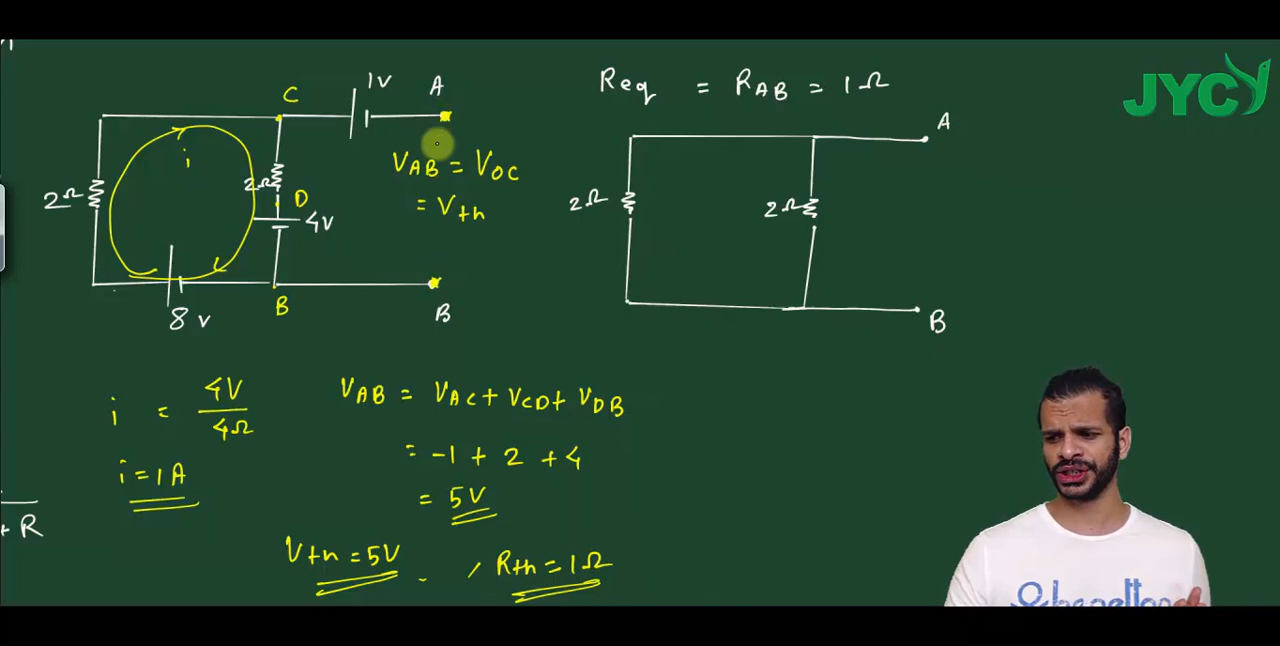 JYC
C
1V
A
Req = RAB = 1Ω
A
i
VAB = VOC
= Vth
2Ω
2Ω
D
4V
2Ω
2Ω
B
8 V
B
B
i = 4V
4Ω
i = 1A
VAB = VAC + VCD + VDB
= -1 + 2 + 4
= 5V
+ R
Vth = 5V , Rth = 1Ω